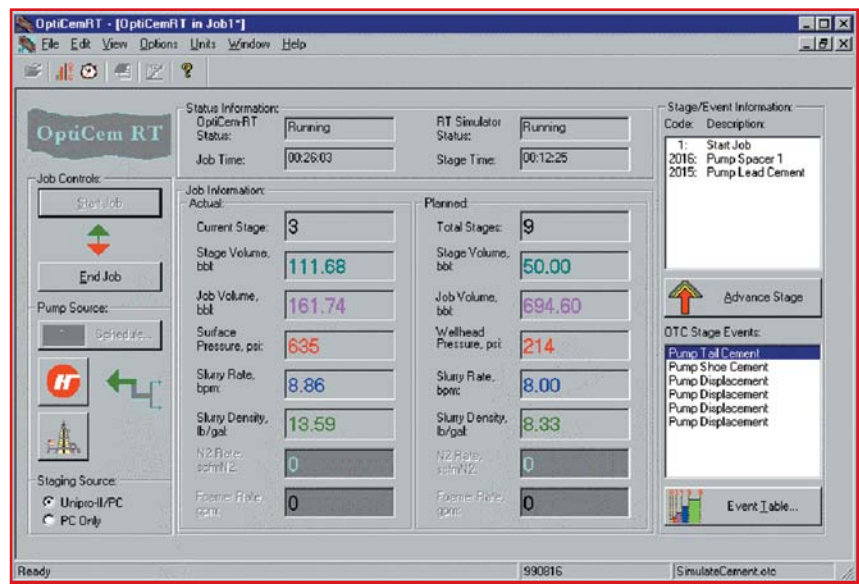 OptiCemRT - [OptiCemRT in Job1*]
File Edit View Options Units Window Help
OptiCem RT
Status Information:
OptiCem-RT Status: Running
RT Simulator Status: Running
Job Time: 00:26:03
Stage Time: 00:12:25
Stage/Event Information:
Code: Description:
1: Start Job
2016: Pump Spacer 1
2015: Pump Lead Cement
Job Controls:
Start Job
End Job
Pump Source:
Schedule...
Staging Source:
Unipro-II/PC
PC Only
Job Information:
Actual:
Current Stage: 3
Stage Volume, bbl: 111.68
Job Volume, bbl: 161.74
Surface Pressure, psi: 635
Slurry Rate, bpm: 8.86
Slurry Density, lb/gal: 13.59
N2 Rate, scfmN2: 0
Foamer Rate, gpm: 0
Planned:
Total Stages: 9
Stage Volume, bbl: 50.00
Job Volume, bbl: 694.60
Wellhead Pressure, psi: 214
Slurry Rate, bpm: 8.00
Slurry Density, lb/gal: 8.33
N2 Rate, scfmN2: 0
Foamer Rate, gpm: 0
Advance Stage
OTC Stage Events:
Pump Tail Cement
Pump Shoe Cement
Pump Displacement
Pump Displacement
Pump Displacement
Pump Displacement
Event Table...
Ready
990816
SimulateCement.otc